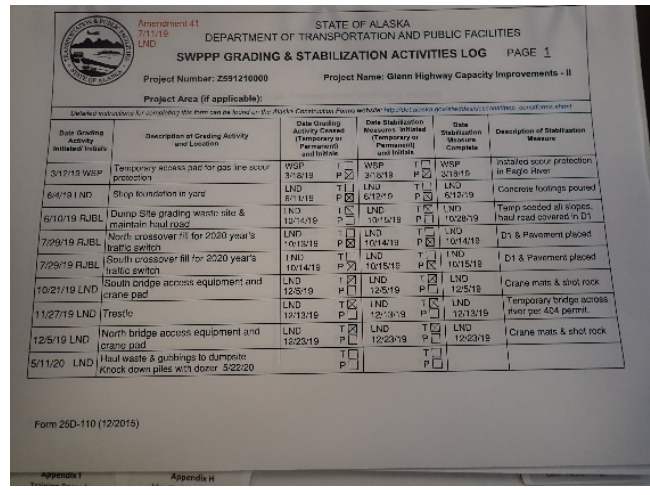 Amendment 41
7/11/19
LND
STATE OF ALASKA
DEPARTMENT OF TRANSPORTATION AND PUBLIC FACILITIES
SWPPP GRADING & STABILIZATION ACTIVITIES LOG PAGE 1
Project Number: Z591210000 Project Name: Glenn Highway Capacity Improvements - II
Project Area (if applicable):
Detailed instructions for completing this form can be found on the Alaska Construction Forms website:
Date Grading Activity Initiated/ Initials
Description of Grading Activity and Location
Date Grading Activity Ceased (Temporary or Permanent) and Initials
Date Stabilization Measures Initiated (Temporary or Permanent) and Initials
Date Stabilization Measure Complete
Description of Stabilization Measure
3/12/19 WSP Temporary access pad for gas line scour protection WSP 3/18/19 T P WSP 3/18/19 T P WSP 3/18/19 Installed scour protection in Eagle River
6/4/19 LND Shop foundation in yard LND 6/11/19 T P LND 6/12/19 T P LND 6/12/19 Concrete footings poured
6/10/19 RJBL Dump Site grading waste site & maintain haul road LND 10/14/19 T P LND 10/15/19 T P LND 10/28/19 Temp seeded all slopes, haul road covered in D1
7/29/19 RJBL North crossover fill for 2020 year's traffic switch LND 10/13/19 T P LND 10/14/19 T P LND 10/14/19 D1 & Pavement placed
7/29/19 RJBL South crossover fill for 2020 year's traffic switch LND 10/14/19 T P LND 10/15/19 T P LND 10/15/19 D1 & Pavement placed
10/21/19 LND South bridge access equipment and crane pad LND 12/5/19 T P LND 12/5/19 T P LND 12/5/19 Crane mats & shot rock
11/27/19 LND Trestle LND 12/13/19 T P LND 12/13/19 T P LND 12/13/19 Temporary bridge across river per 404 permit.
12/5/19 LND North bridge access equipment and crane pad LND 12/23/19 T P LND 12/23/19 T P LND 12/23/19 Crane mats & shot rock
5/11/20 LND Haul waste & gubbings to dumpsite Knock down piles with dozer 5/22/20 T P T P
Form 25D-110 (12/2015)
Appendix I Appendix H